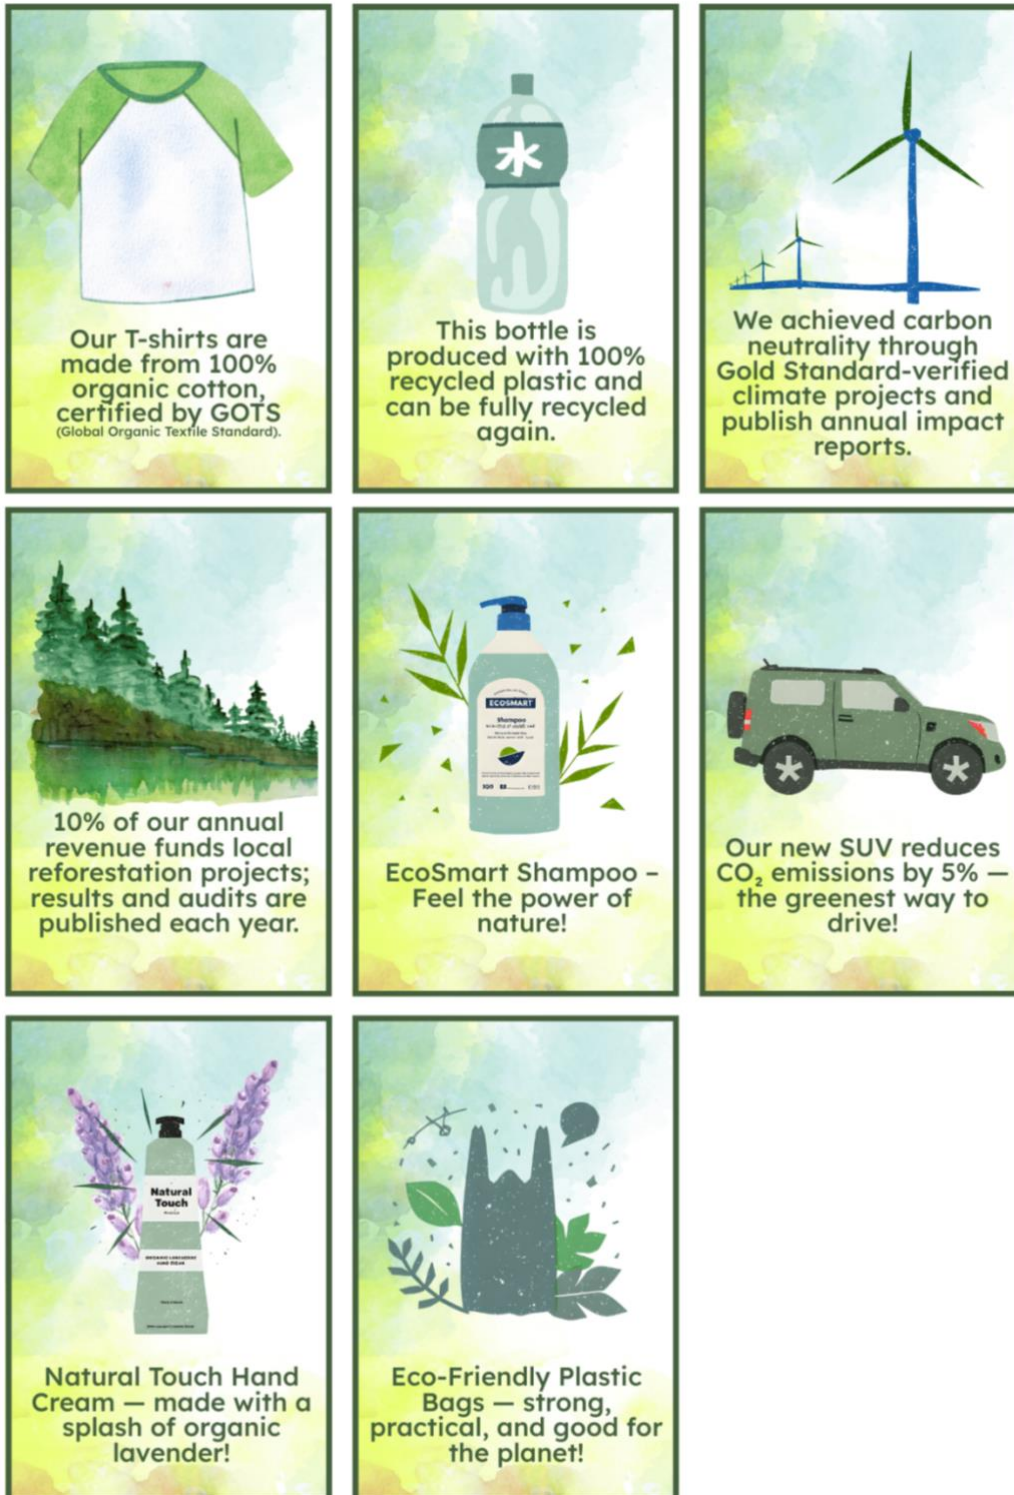 Our T-shirts are
made from 100%
organic cotton,
certified by GOTS
(Global Organic Textile Standard).
水
This bottle is
produced with 100%
recycled plastic and
can be fully recycled
again.
We achieved carbon
neutrality through
Gold Standard-verified
climate projects and
publish annual impact
reports.
10% of our annual
revenue funds local
reforestation projects;
results and audits are
published each year.
ECOSMART
Shampoo
EcoSmart Shampoo –
Feel the power of
nature!
Our new SUV reduces
CO₂ emissions by 5% —
the greenest way to
drive!
Natural
Touch
ORGANIC LAVENDER
HAND CREAM
Natural Touch Hand
Cream — made with a
splash of organic
lavender!
Eco-Friendly Plastic
Bags — strong,
practical, and good for
the planet!